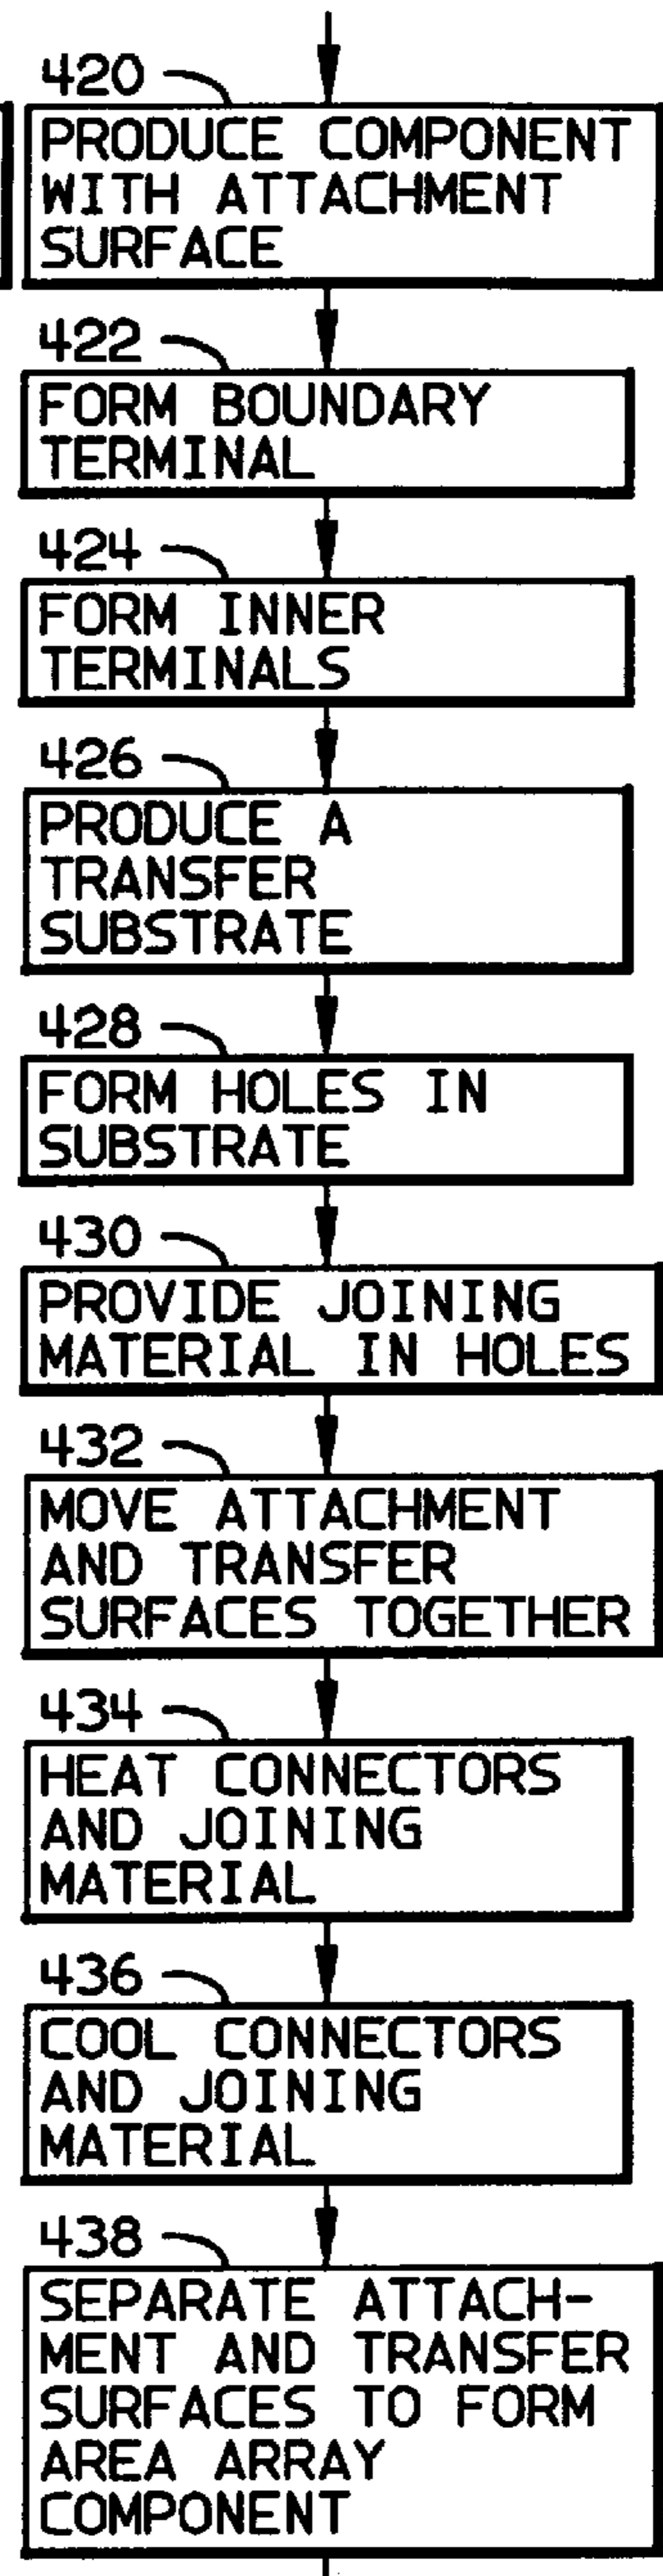 420
PRODUCE COMPONENT
WITH ATTACHMENT
SURFACE
422
FORM BOUNDARY
TERMINAL
424
FORM INNER
TERMINALS
426
PRODUCE A
TRANSFER
SUBSTRATE
428
FORM HOLES IN
SUBSTRATE
430
PROVIDE JOINING
MATERIAL IN HOLES
432
MOVE ATTACHMENT
AND TRANSFER
SURFACES TOGETHER
434
HEAT CONNECTORS
AND JOINING
MATERIAL
436
COOL CONNECTORS
AND JOINING
MATERIAL
438
SEPARATE ATTACH-
MENT AND TRANSFER
SURFACES TO FORM
AREA ARRAY
COMPONENT